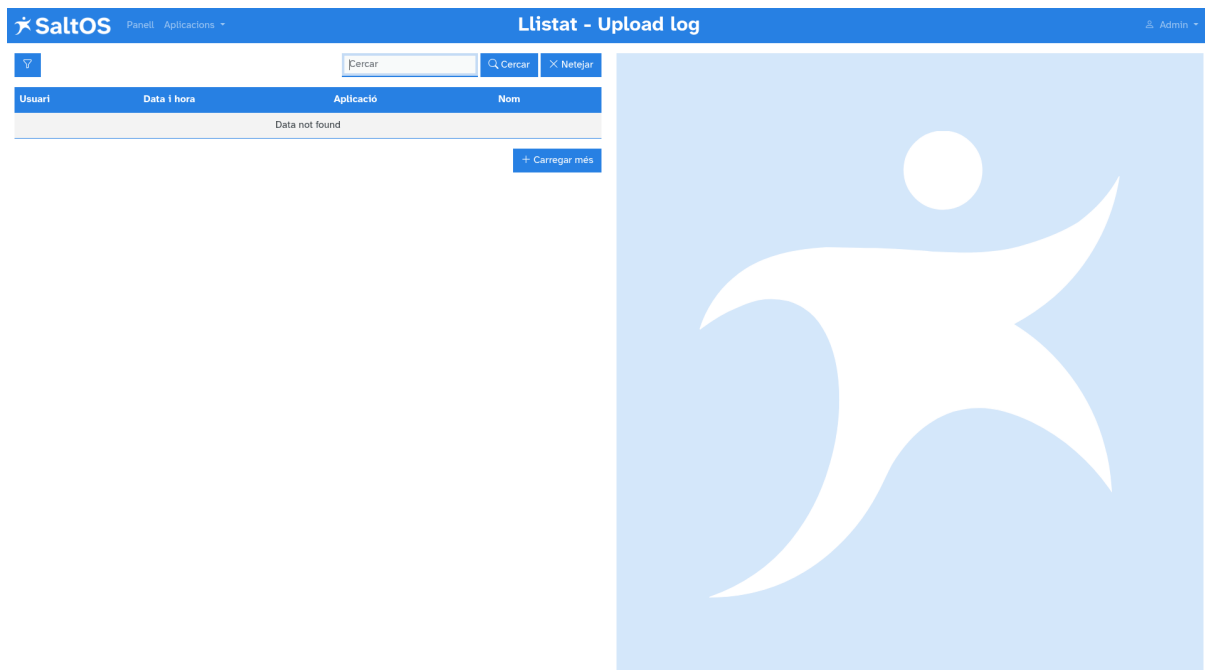 SaltOS Panell Aplicacions Llistat - Upload log Admin
Cercar Cercar Netejar
Usuari Data i hora Aplicació Nom
Data not found
+ Carregar més